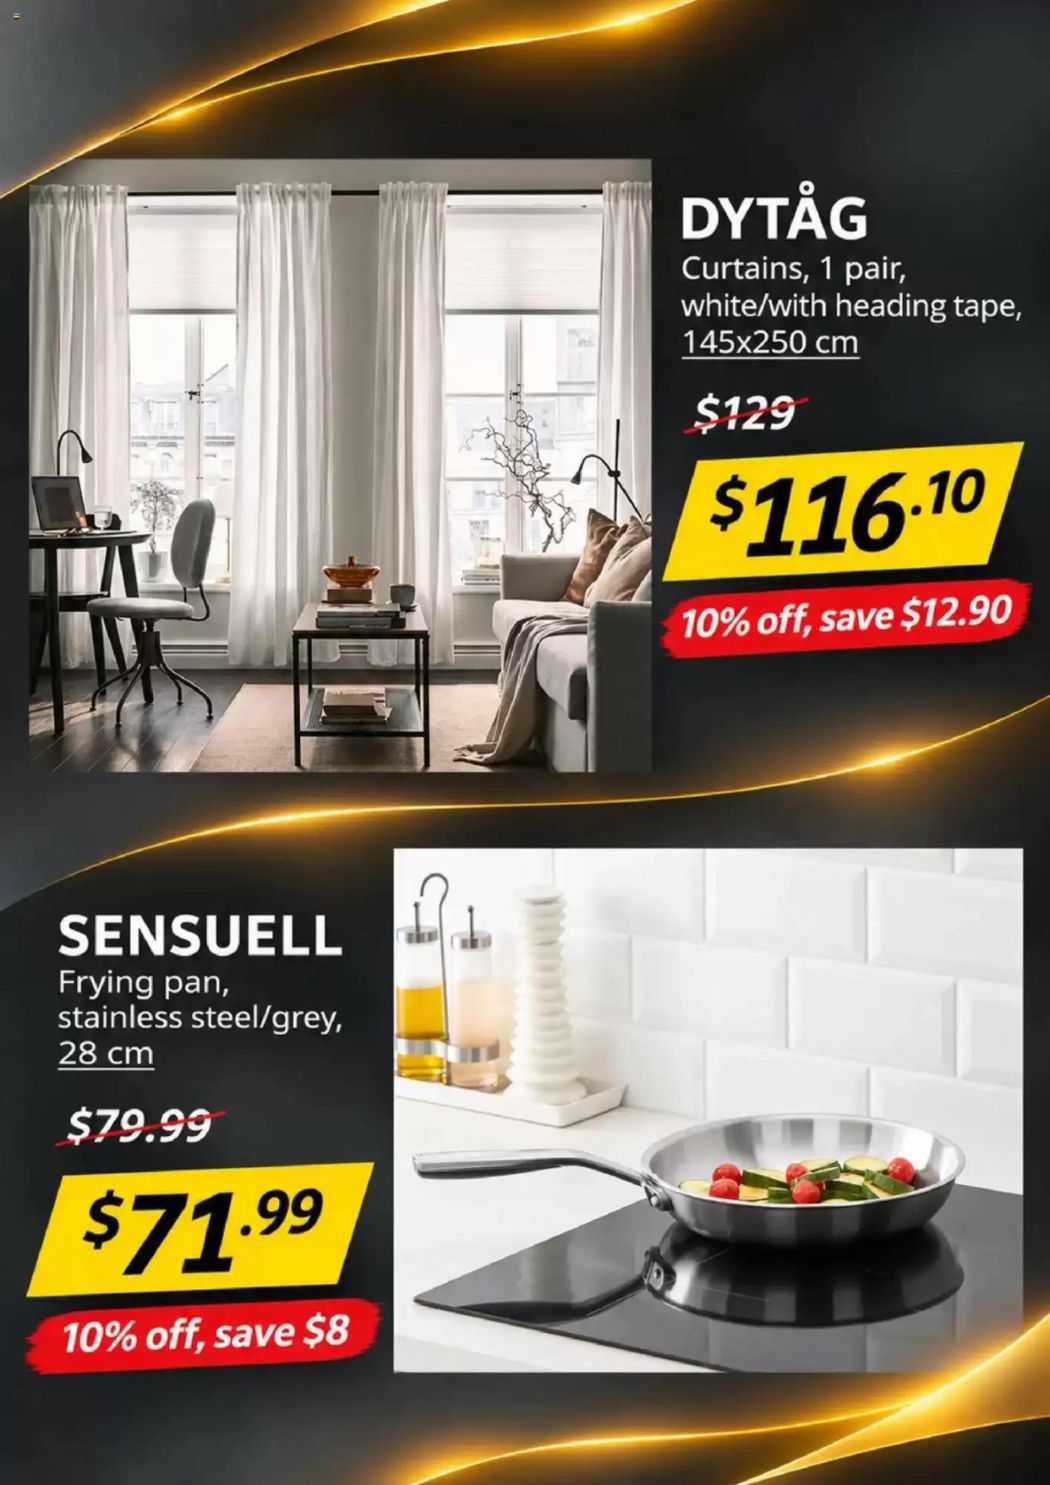 DYTÅG
Curtains, 1 pair,
white/with heading tape,
145x250 cm
$129
$116.10
10% off, save $12.90
SENSUELL
Frying pan,
stainless steel/grey,
28 cm
$79.99
$71.99
10% off, save $8